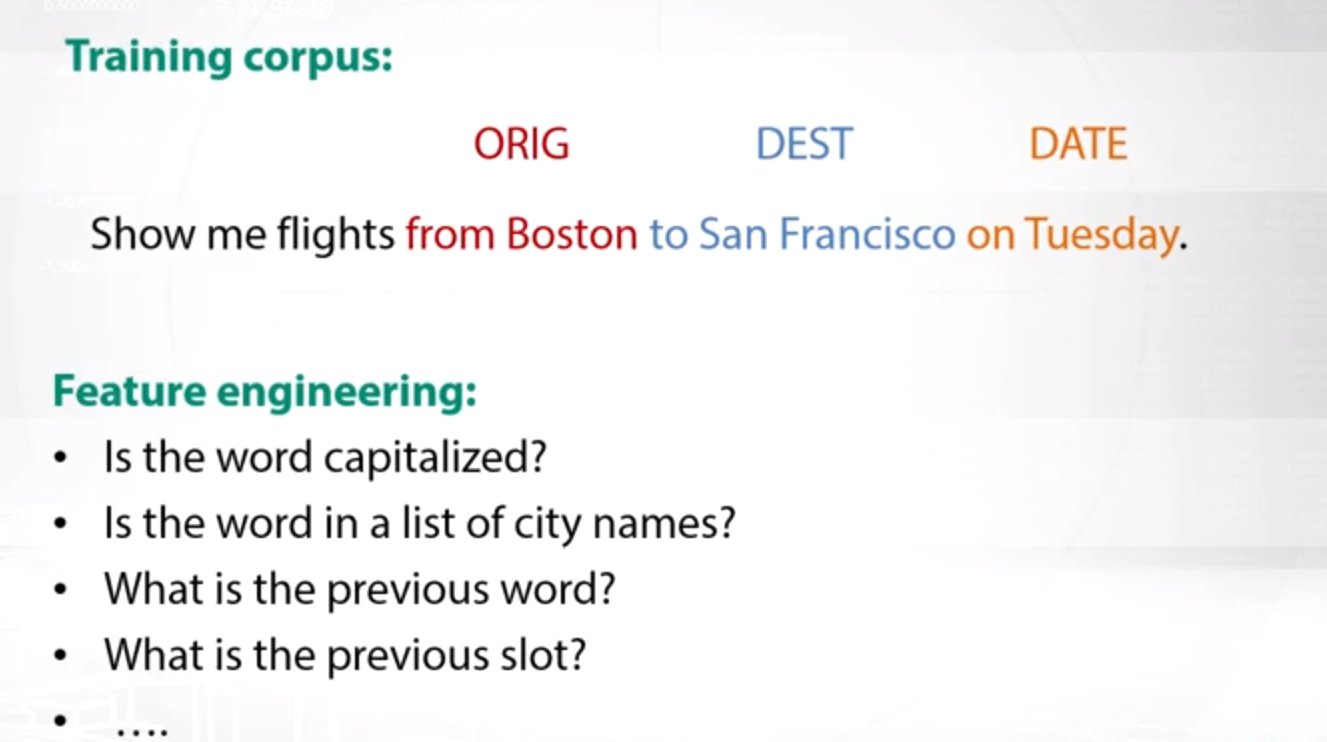 Training corpus:
ORIG DEST DATE
Show me flights from Boston to San Francisco on Tuesday.
Feature engineering:
• Is the word capitalized?
• Is the word in a list of city names?
• What is the previous word?
• What is the previous slot?
• ....